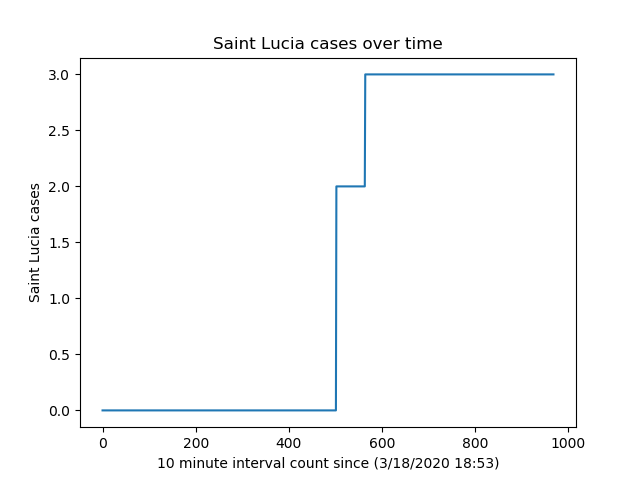 Saint Lucia cases over time
3.0
2.5
2.0
1.5
1.0
0.5
0.0
Saint Lucia cases
0 200 400 600 800 1000
10 minute interval count since (3/18/2020 18:53)